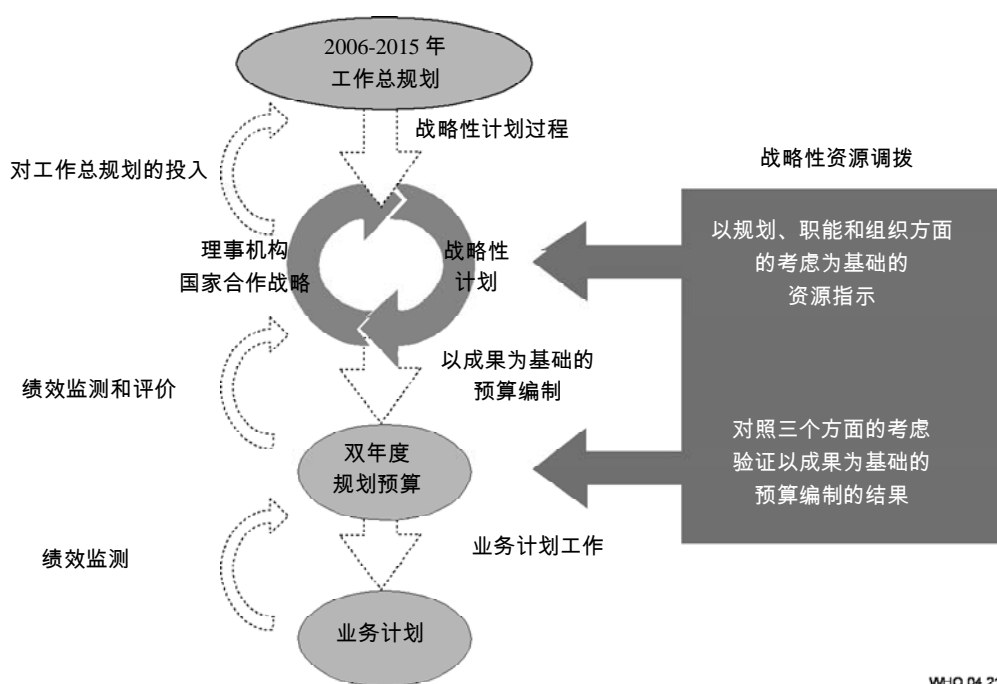 2006-2015 年
工作总规划
战略性计划过程
对工作总规划的投入
战略性资源调拨
理事机构
国家合作战略
战略性
计划
以规划、职能和组织方面
的考虑为基础的
资源指示
以成果为基础的
预算编制
绩效监测和评价
双年度
规划预算
对照三个方面的考虑
验证以成果为基础的
预算编制的结果
业务计划工作
绩效监测
业务计划
WHO 04.2